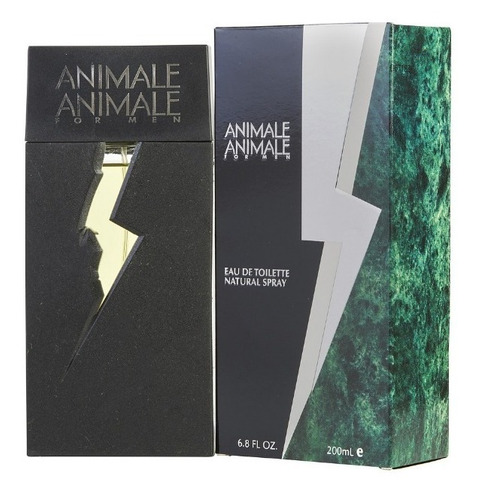 ANIMALE
ANIMALE
FOR MEN
ANIMALE
ANIMALE
FOR MEN
EAU DE TOILETTE
NATURAL SPRAY
6.8 FL OZ. 200mL e